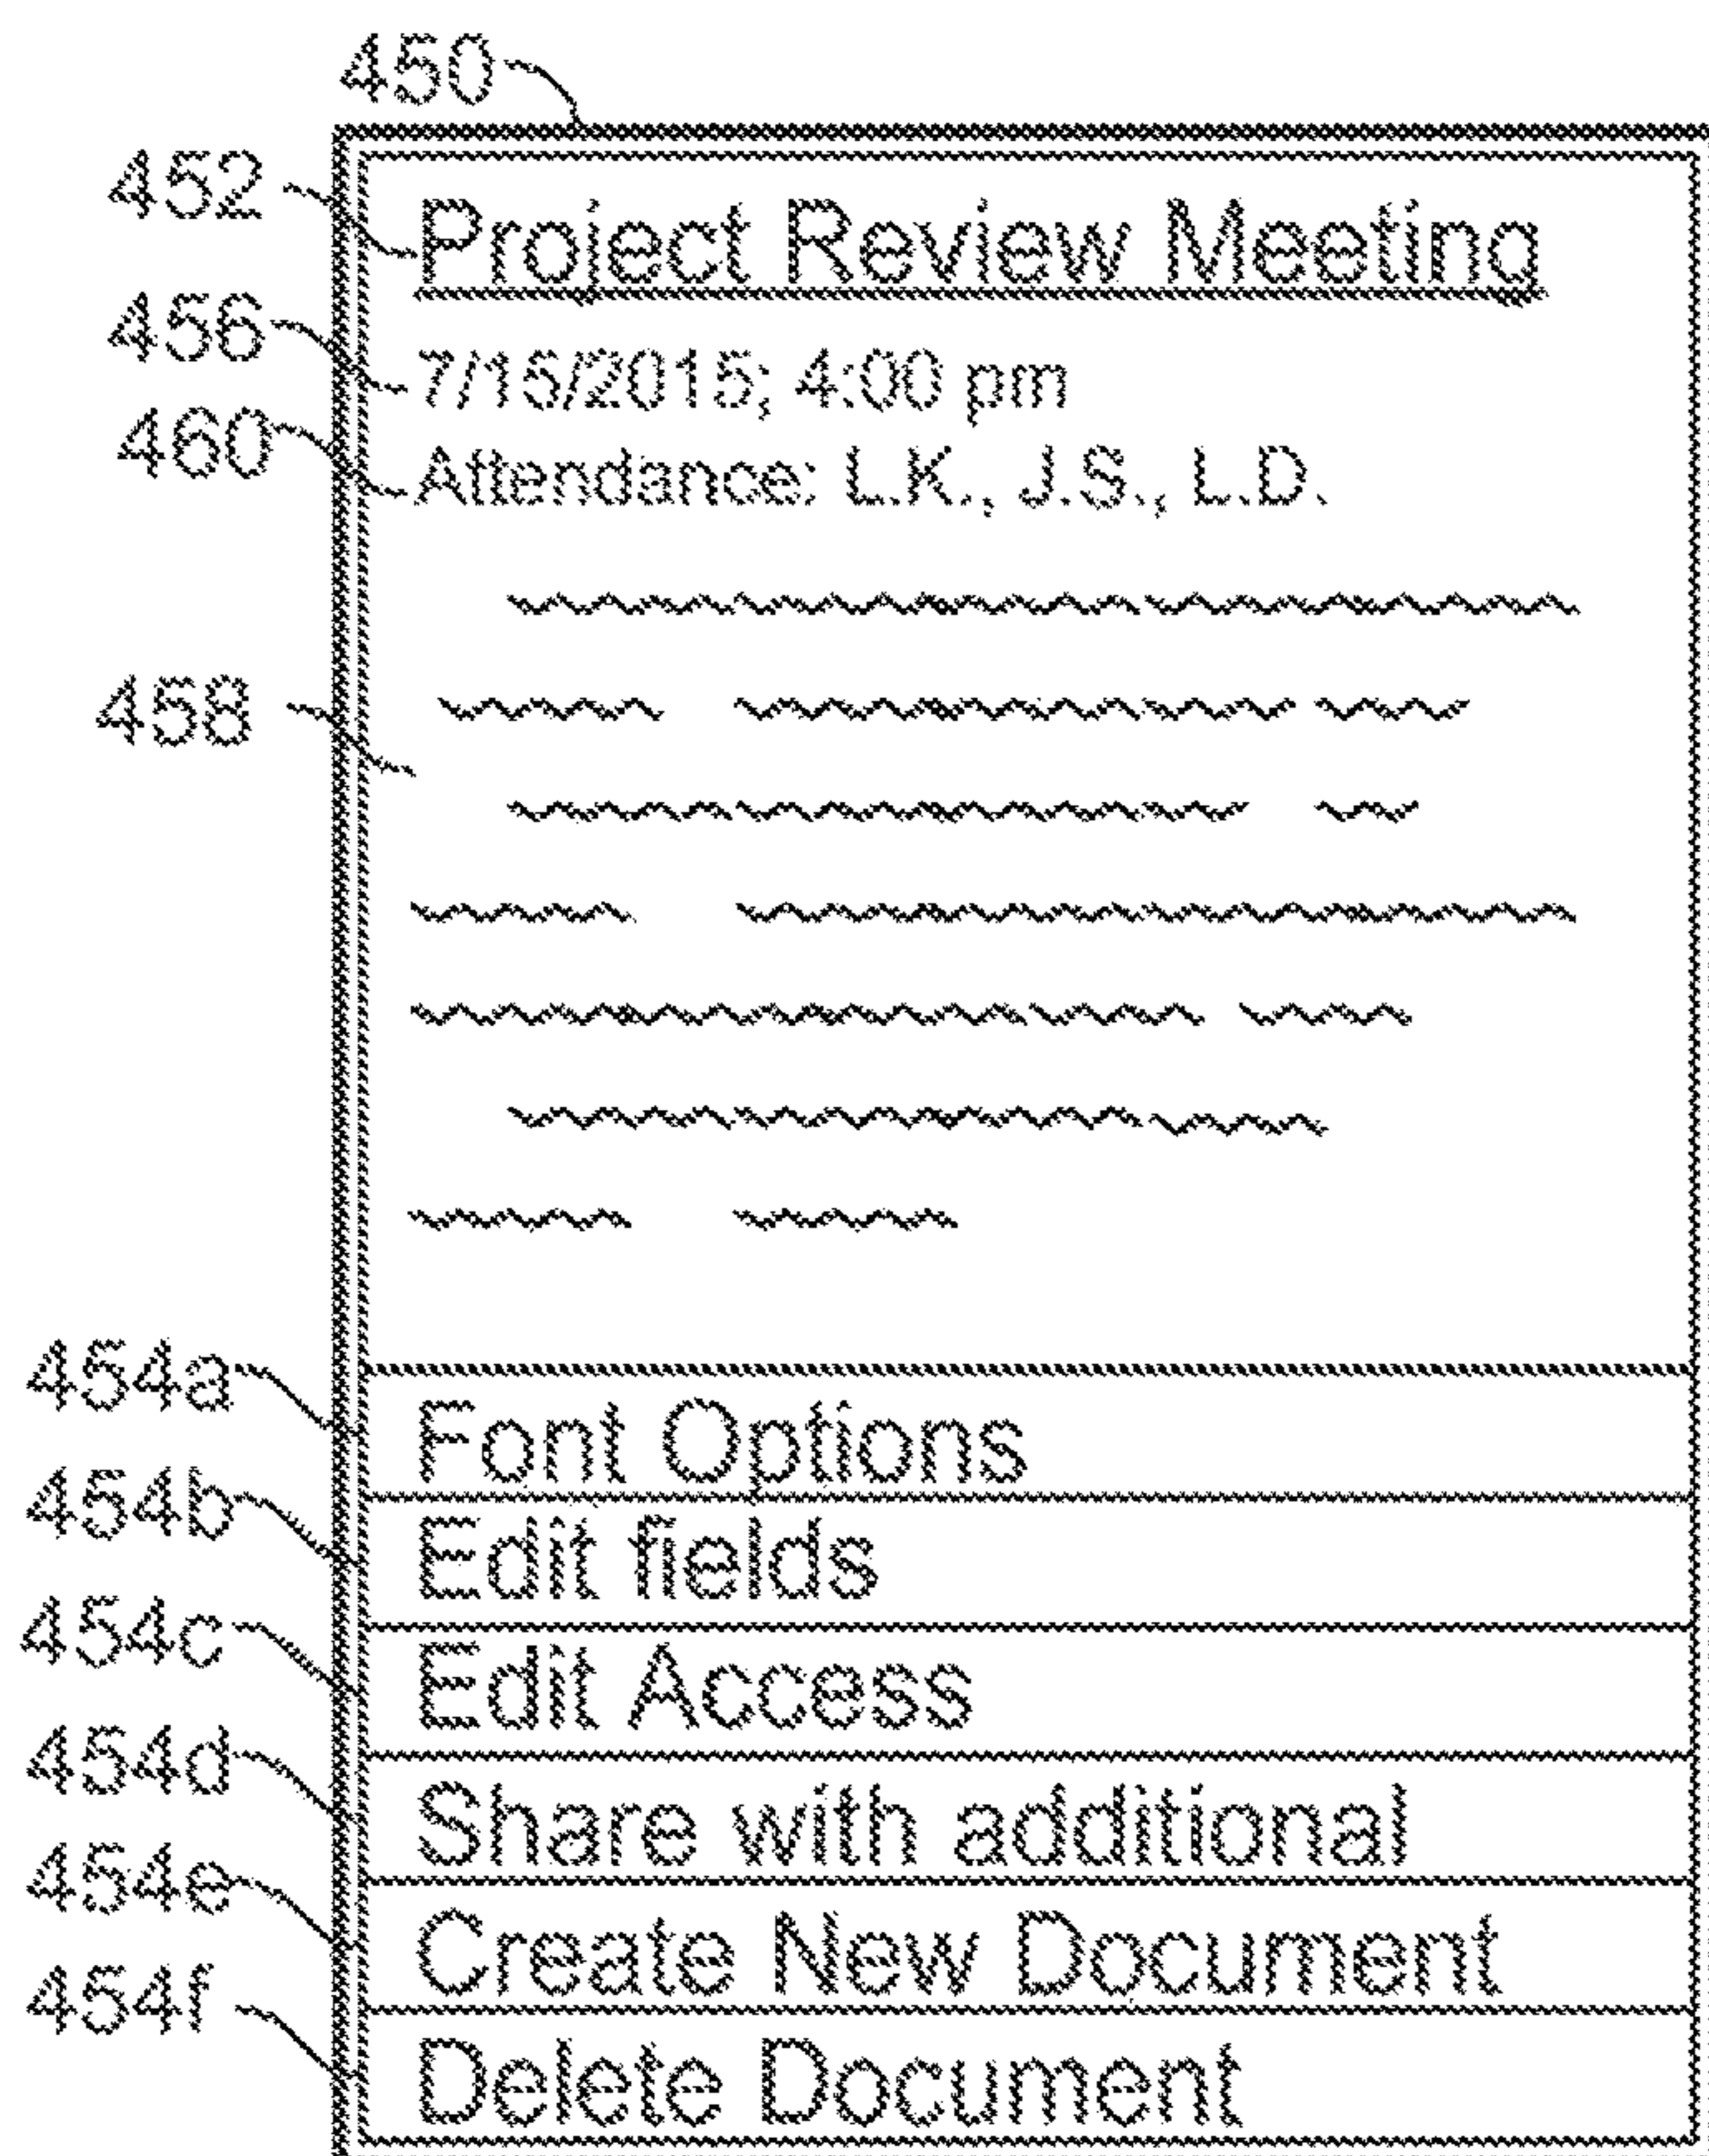 450
452 Project Review Meeting
456 7/15/2015; 4:00 pm
460 Attendance: L.K., J.S., L.D.
458
454a Font Options
454b Edit fields
454c Edit Access
454d Share with additional
454e Create New Document
454f Delete Document